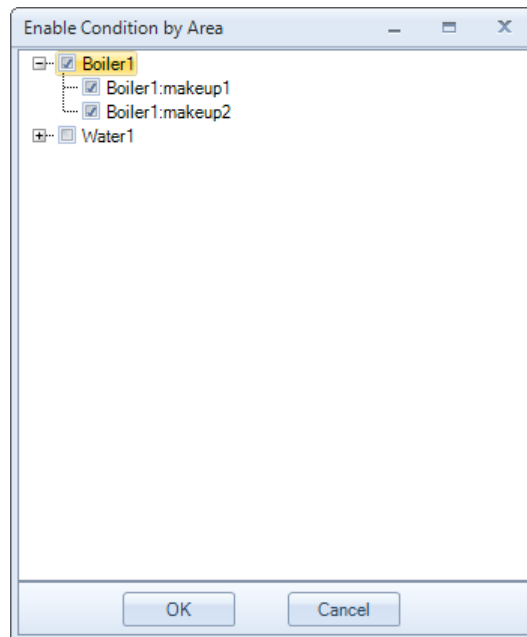 Enable Condition by Area
Boiler1
Boiler1:makeup1
Boiler1:makeup2
Water1
OK Cancel